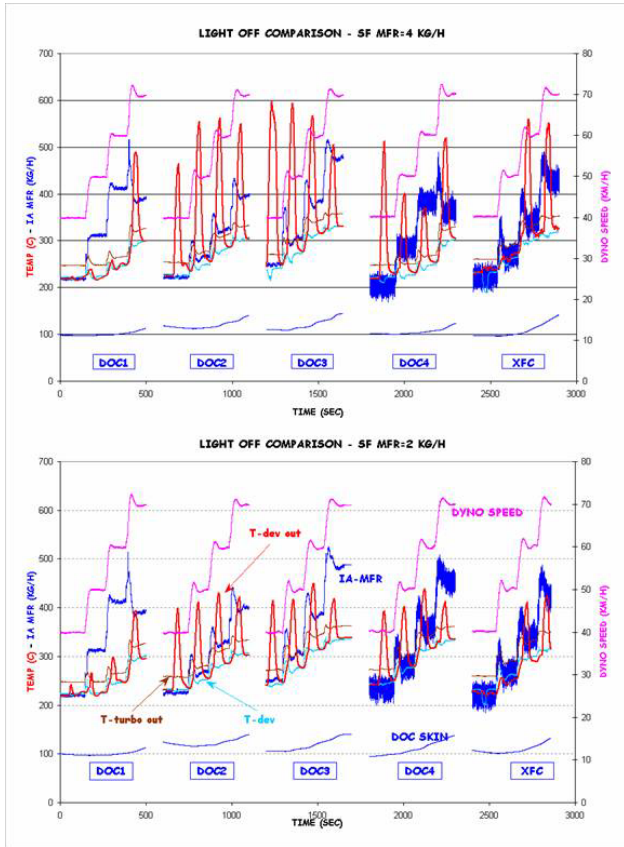 LIGHT OFF COMPARISON - SF MFR=4 KG/H
700
600
500
400
300
200
100
0
80
70
60
50
40
30
20
10
0
TEMP (C) - IA MFR (KG/H)
DYNO SPEED (KM/H)
DOC1
DOC2
DOC3
DOC4
XFC
0
500
1000
1500
2000
2500
3000
TIME (SEC)
LIGHT OFF COMPARISON - SF MFR=2 KG/H
700
600
500
400
300
200
100
0
80
70
60
50
40
30
20
10
0
TEMP (C) - IA MFR (KG/H)
DYNO SPEED (KM/H)
DYNO SPEED
T-dev out
IA-MFR
T-turbo out
T-dev
DOC SKIN
DOC1
DOC2
DOC3
DOC4
XFC
0
500
1000
1500
2000
2500
3000
TIME (SEC)